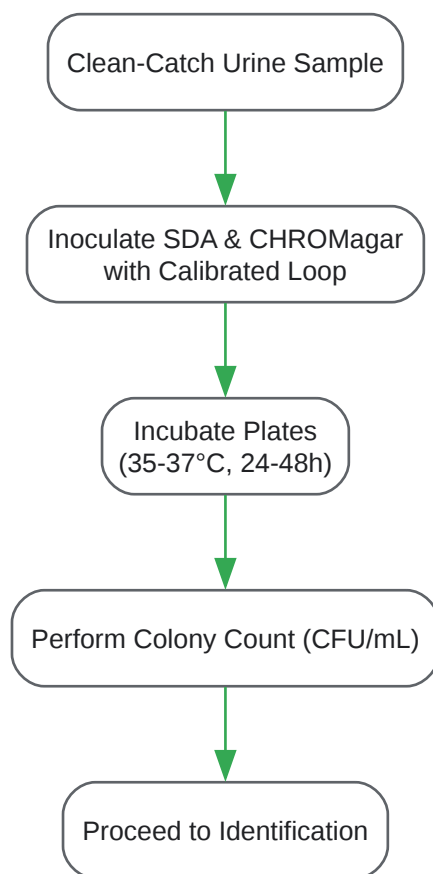 Clean-Catch Urine Sample
Inoculate SDA & CHROMagar
with Calibrated Loop
Incubate Plates
(35-37°C, 24-48h)
Perform Colony Count (CFU/mL)
Proceed to Identification